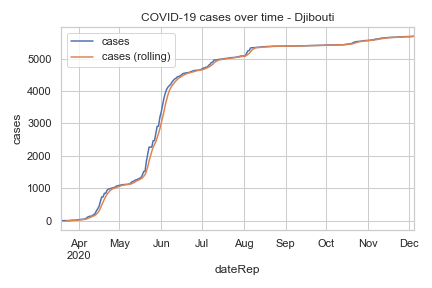 COVID-19 cases over time - Djibouti
cases
cases (rolling)
5000
4000
3000
2000
1000
0
cases
Apr May Jun Jul Aug Sep Oct Nov Dec
2020
dateRep